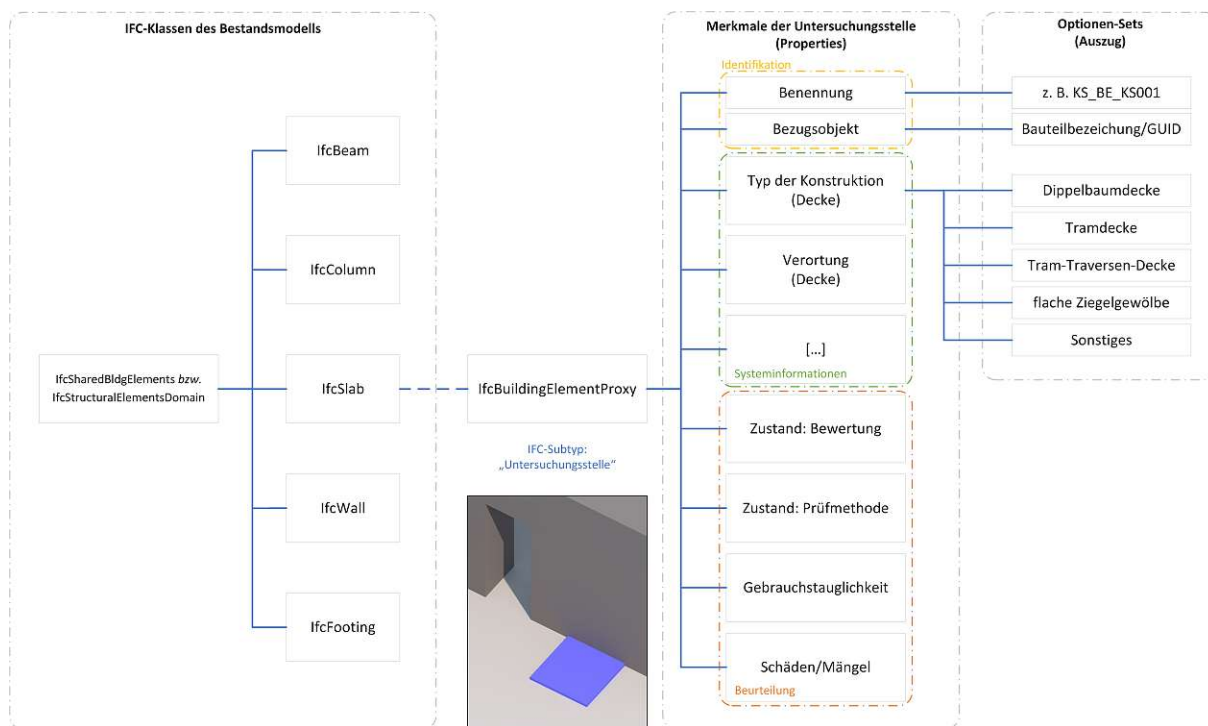 IFC-Klassen des Bestandsmodells
IfcSharedBldgElements bzw.
IfcStructuralElementsDomain
IfcBeam
IfcColumn
IfcSlab
IfcWall
IfcFooting
IfcBuildingElementProxy
IFC-Subtyp:
„Untersuchungsstelle“
Merkmale der Untersuchungsstelle
(Properties)
Identifikation
Benennung
Bezugsobjekt
Typ der Konstruktion
(Decke)
Verortung
(Decke)
[...]
Systeminformationen
Zustand: Bewertung
Zustand: Prüfmethode
Gebrauchstauglichkeit
Schäden/Mängel
Beurteilung
Optionen-Sets
(Auszug)
z. B. KS_BE_KS001
Bauteilbezeichung/GUID
Dippelbaumdecke
Tramdecke
Tram-Traversen-Decke
flache Ziegelgewölbe
Sonstiges